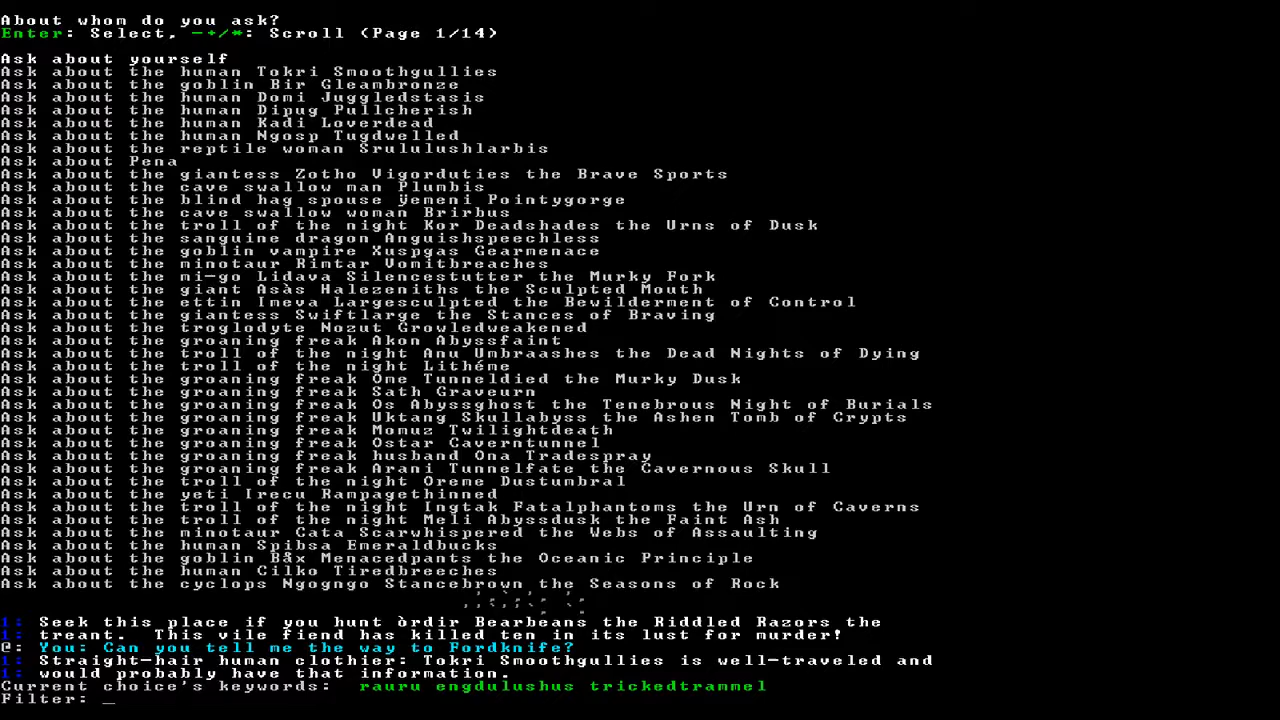 About whom do you ask?
Enter: Select, -+/*: Scroll (Page 1/14)
Ask about yourself
Ask about the human Tokri Smoothgullies
Ask about the goblin Bir Gleambronze
Ask about the human Domi Juggledstasis
Ask about the human Dipug Pullcherish
Ask about the human Kadi Loverdead
Ask about the human Ngosp Tugdwelled
Ask about the reptile woman Srululushlarbis
Ask about Pena
Ask about the giantess Zotho Vigorduties the Brave Sports
Ask about the cave swallow man Plumbis
Ask about the blind hag spouse ÿemeni Pointygorge
Ask about the cave swallow woman Brirbus
Ask about the troll of the night Kor Deadshades the Urns of Dusk
Ask about the sanguine dragon Anguishspeechless
Ask about the goblin vampire Xuspgas Gearmenace
Ask about the minotaur Rimtar Vomitbreaches
Ask about the mi-go Lidava Silencestutter the Murky Fork
Ask about the giant Asàs Halezeniths the Sculpted Mouth
Ask about the ettin Imeva Largesculpted the Bewilderment of Control
Ask about the giantess Swiftlarge the Stances of Braving
Ask about the troglodyte Nozut Growledweakened
Ask about the groaning freak Akon Abyssfaint
Ask about the troll of the night Anu Umbraashes the Dead Nights of Dying
Ask about the troll of the night Lithéme
Ask about the groaning freak Ome Tunneldied the Murky Dusk
Ask about the groaning freak Sath Graveurn
Ask about the groaning freak Os Abyssghost the Tenebrous Night of Burials
Ask about the groaning freak Uktang Skullabyss the Ashen Tomb of Crypts
Ask about the groaning freak Momuz Twilightdeath
Ask about the groaning freak Ostar Caverntunnel
Ask about the groaning freak husband Ona Tradespray
Ask about the groaning freak Arani Tunnelfate the Cavernous Skull
Ask about the troll of the night Oreme Dustumbral
Ask about the yeti Irecu Rampagethinned
Ask about the troll of the night Ingtak Fatalphantoms the Urn of Caverns
Ask about the troll of the night Meli Abyssdusk the Faint Ash
Ask about the minotaur Cata Scarwhispered the Webs of Assaulting
Ask about the human Spibsa Emeraldbucks
Ask about the goblin Båx Menacedpants the Oceanic Principle
Ask about the human Cilko Tiredbreeches
Ask about the cyclops Ngogngo Stancebrown the Seasons of Rock
1: Seek this place if you hunt òrdir Bearbeans the Riddled Razors the
1: treant.  This vile fiend has killed ten in its lust for murder!
@: You: Can you tell me the way to Fordknife?
1: Straight-hair human clothier: Tokri Smoothgullies is well-traveled and
1: would probably have that information.
Current choice's keywords:  rauru engdulushus trickedtrammel
Filter: _